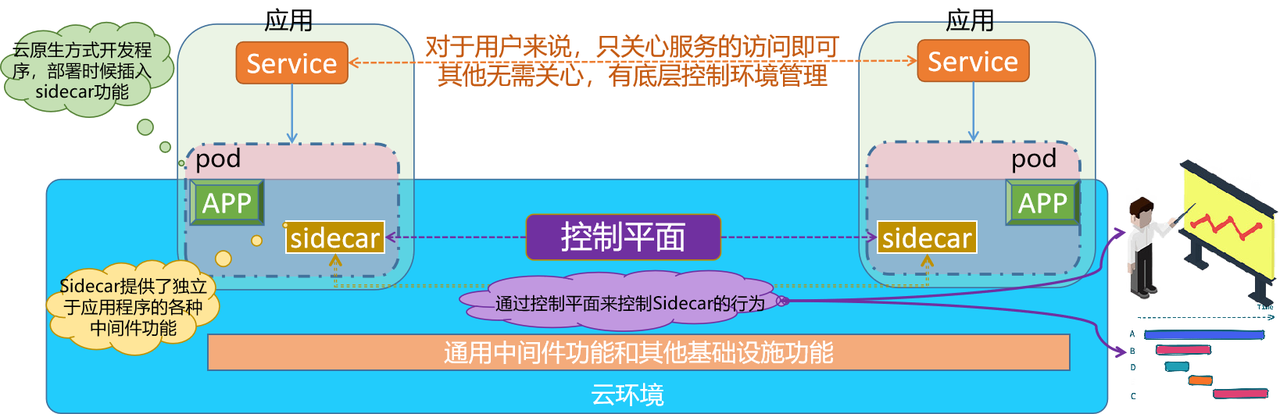 应用
应用
云原生方式开发程
序，部署时候插入
sidecar功能
Service
对于用户来说，只关心服务的访问即可
其他无需关心，有底层控制环境管理
Service
pod
APP
sidecar
控制平面
pod
APP
sidecar
Sidecar提供了独立
于应用程序的各种
中间件功能
通过控制平面来控制Sidecar的行为
通用中间件功能和其他基础设施功能
云环境
TIME
A
B
D
C